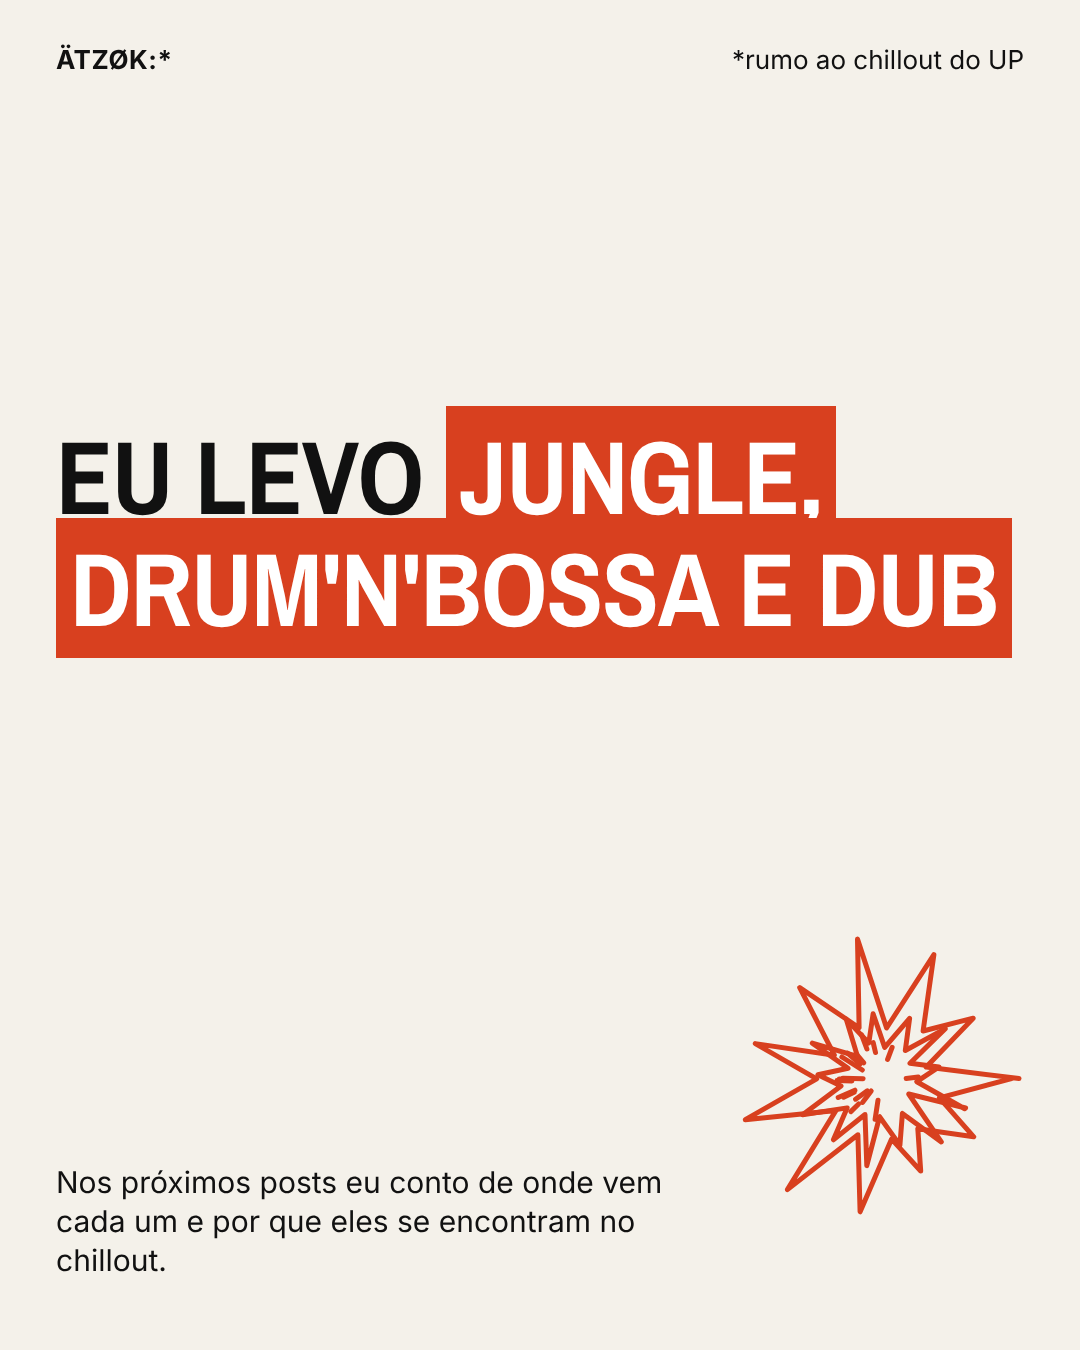 ÄTZØK:*
*rumo ao chillout do UP
EU LEVO JUNGLE,
DRUM'N'BOSSA E DUB
Nos próximos posts eu conto de onde vem
cada um e por que eles se encontram no
chillout.